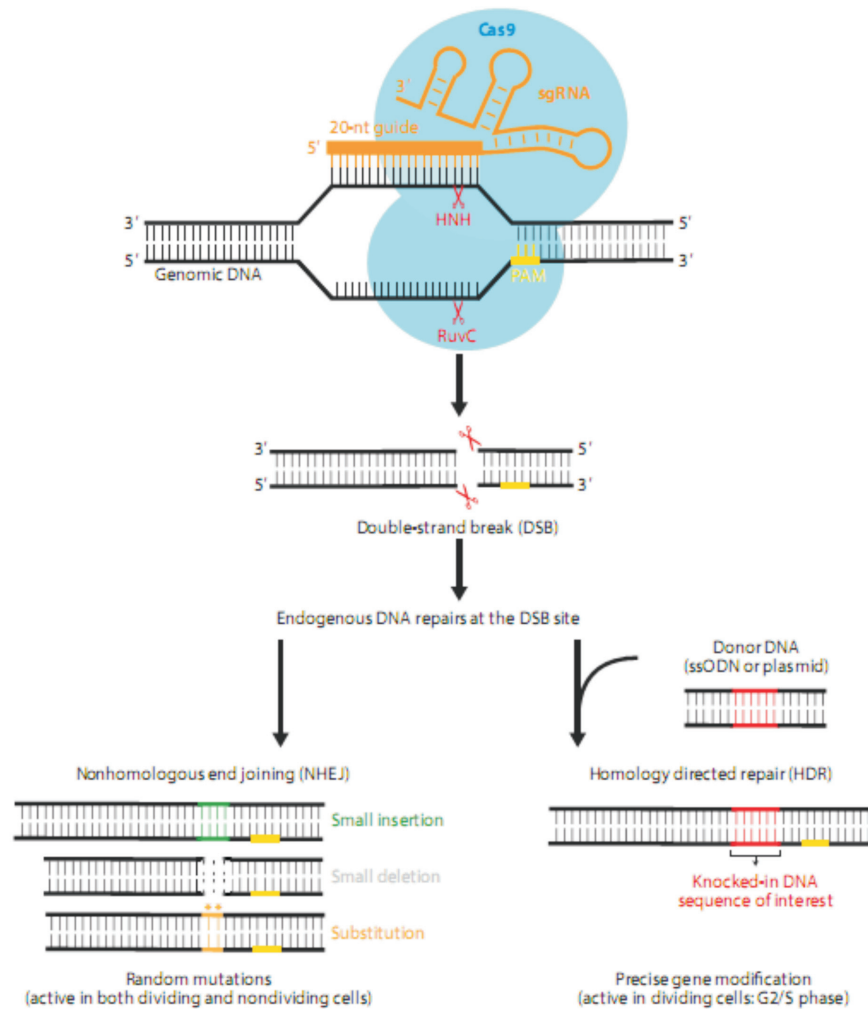 Cas9
3′
sgRNA
20-nt guide
5′
HNH
3′
5′
5′
3′
Genomic DNA
PAM
RuvC
3′
5′
5′
3′
Double-strand break (DSB)
Endogenous DNA repairs at the DSB site
Donor DNA
(ssODN or plasmid)
Nonhomologous end joining (NHEJ)
Homology directed repair (HDR)
Small insertion
Small deletion
Substitution
Knocked-in DNA
sequence of interest
Random mutations
(active in both dividing and nondividing cells)
Precise gene modification
(active in dividing cells: G2/S phase)